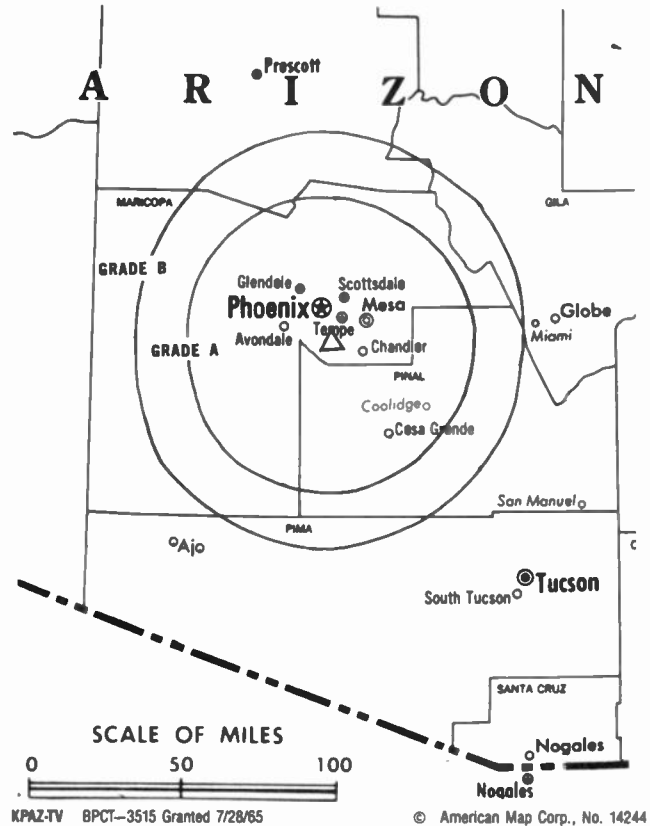 Prescott
A R I Z O N
MARICOPA
GILA
GRADE B
Glendale
Scottsdale
Phoenix
Mesa
Globe
Tempe
Miami
Avondale
GRADE A
Chandler
PINAL
Coolidge
Casa Grande
San Manuel
PIMA
Ajo
Tucson
South Tucson
SANTA CRUZ
SCALE OF MILES
Nogales
0 50 100
Nogales
KPAZ-TV BPCT—3515 Granted 7/28/65
© American Map Corp., No. 14244